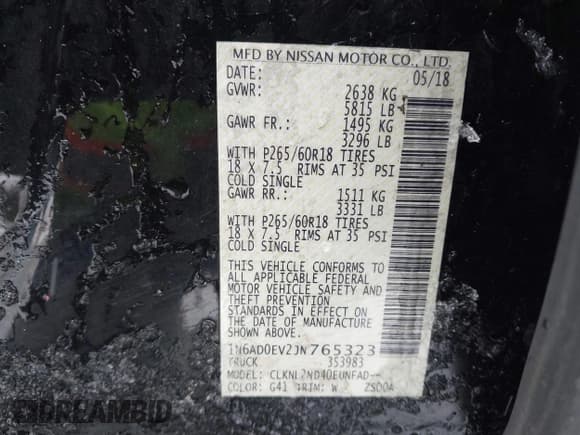 MFD BY NISSAN MOTOR CO., LTD.
DATE: 05/18
GVWR: 2638 KG
5815 LB
GAWR FR.: 1495 KG
3296 LB
WITH P265/60R18 TIRES
18 X 7.5 RIMS AT 35 PSI
COLD SINGLE
GAWR RR.: 1511 KG
3331 LB
WITH P265/60R18 TIRES
18 X 7.5 RIMS AT 35 PSI
COLD SINGLE
THIS VEHICLE CONFORMS TO
ALL APPLICABLE FEDERAL
MOTOR VEHICLE SAFETY AND
THEFT PREVENTION
STANDARDS IN EFFECT ON
THE DATE OF MANUFACTURE
SHOWN ABOVE.
1N6AD0EV2JN765323
TRUCK 353983
MODEL: CLKNL2ND40EUNFAD--
COLOR: G41 TRIM: W ZSOOA
DREAMBID